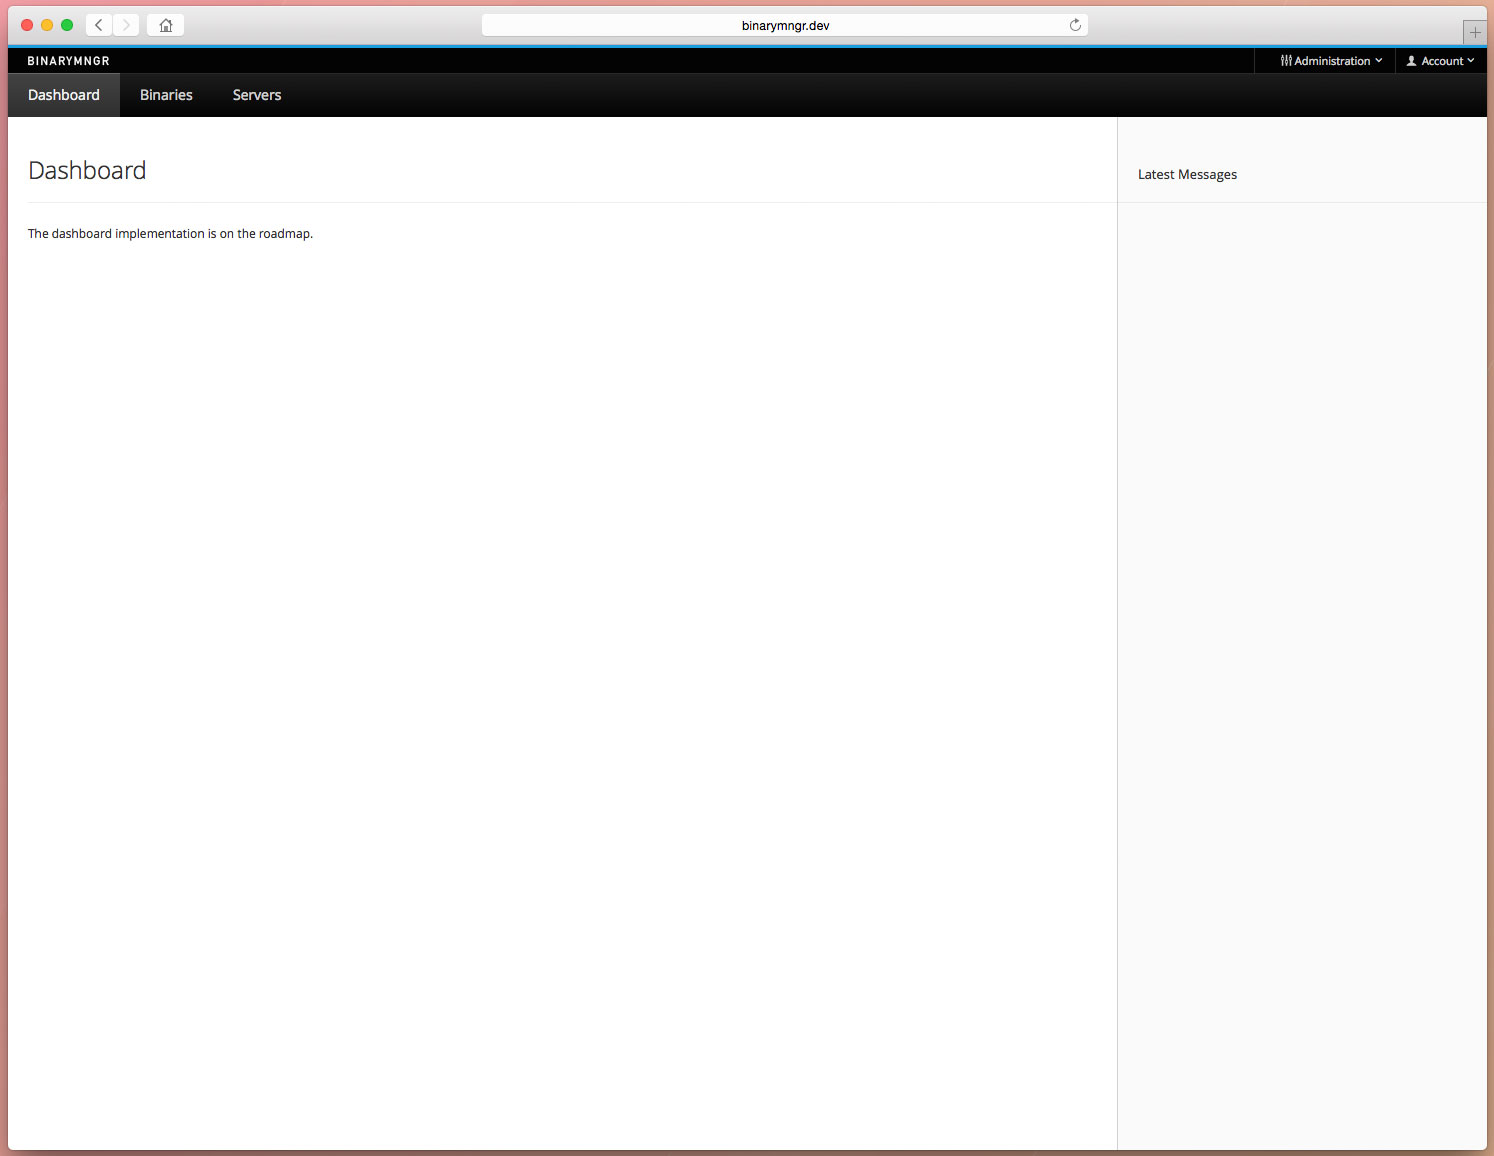 binarymngr.dev
BINARYMNGR
Administration
Account
Dashboard
Binaries
Servers
Dashboard
Latest Messages
The dashboard implementation is on the roadmap.